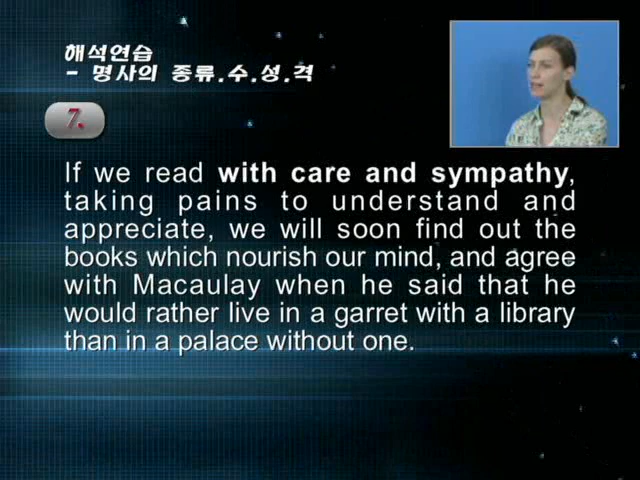 해석연습
- 명사의 종류.수.성.격
7.
If we read with care and sympathy,
taking pains to understand and
appreciate, we will soon find out the
books which nourish our mind, and agree
with Macaulay when he said that he
would rather live in a garret with a library
than in a palace without one.